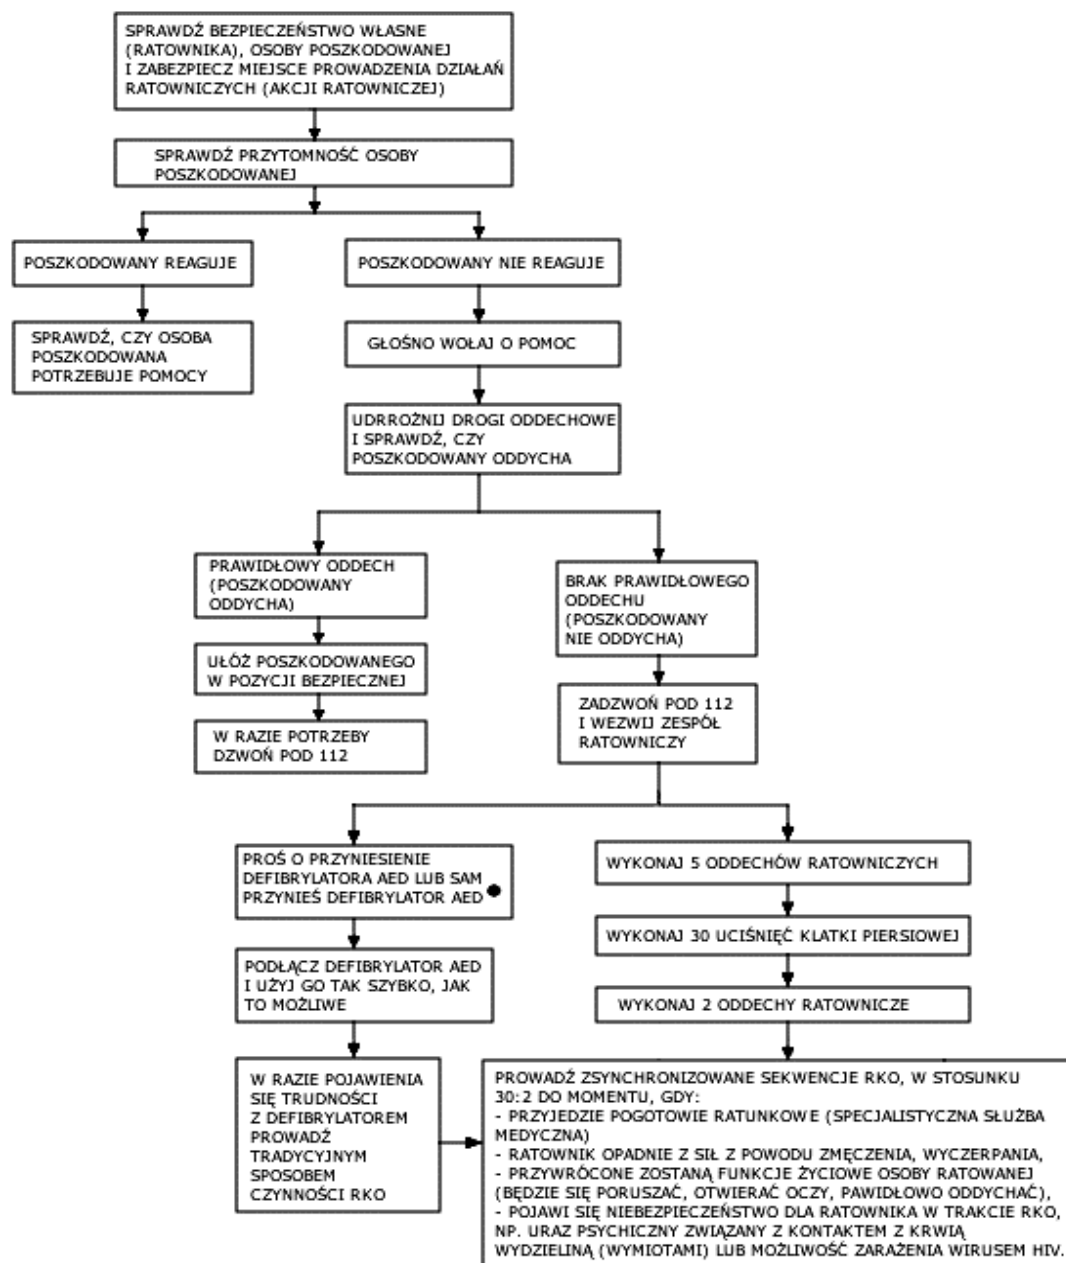 SPRAWDŹ BEZPIECZEŃSTWO WŁASNE
(RATOWNIKA), OSOBY POSZKODOWANEJ
I ZABEZPIECZ MIEJSCE PROWADZENIA DZIAŁAŃ
RATOWNICZYCH (AKCJI RATOWNICZEJ)
SPRAWDŹ PRZYTOMNOŚĆ OSOBY
POSZKODOWANEJ
POSZKODOWANY REAGUJE
POSZKODOWANY NIE REAGUJE
SPRAWDŹ, CZY OSOBA
POSZKODOWANA
POTRZEBUJE POMOCY
GŁOŚNO WOŁAJ O POMOC
UDRROŻNIJ DROGI ODDECHOWE
I SPRAWDŹ, CZY
POSZKODOWANY ODDYCHA
PRAWIDŁOWY ODDECH
(POSZKODOWANY
ODDYCHA)
BRAK PRAWIDŁOWEGO
ODDECHU
(POSZKODOWANY
NIE ODDYCHA)
UŁÓŻ POSZKODOWANEGO
W POZYCJI BEZPIECZNEJ
W RAZIE POTRZEBY
DZWOŃ POD 112
ZADZWOŃ POD 112
I WEZWIJ ZESPÓŁ
RATOWNICZY
PROŚ O PRZYNIESIENIE
DEFIBRYLATORA AED LUB SAM
PRZYNIEŚ DEFIBRYLATOR AED
PODŁĄCZ DEFIBRYLATOR AED
I UŻYJ GO TAK SZYBKO, JAK
TO MOŻLIWE
W RAZIE POJAWIENIA
SIĘ TRUDNOŚCI
Z DEFIBRYLATOREM
PROWADŹ
TRADYCYJNYM
SPOSOBEM
CZYNNOŚCI RKO
WYKONAJ 5 ODDECHÓW RATOWNICZYCH
WYKONAJ 30 UCIŚNIĘĆ KLATKI PIERSIOWEJ
WYKONAJ 2 ODDECHY RATOWNICZE
PROWADŹ ZSYNCHRONIZOWANE SEKWENCJE RKO, W STOSUNKU
30:2 DO MOMENTU, GDY:
- PRZYJEDZIE POGOTOWIE RATUNKOWE (SPECJALISTYCZNA SŁUŻBA
MEDYCZNA)
- RATOWNIK OPADNIE Z SIŁ Z POWODU ZMĘCZENIA, WYCZERPANIA,
- PRZYWRÓCONE ZOSTANĄ FUNKCJE ŻYCIOWE OSOBY RATOWANEJ
(BĘDZIE SIĘ PORUSZAĆ, OTWIERAĆ OCZY, PAWIDŁOWO ODDYCHAĆ),
- POJAWI SIĘ NIEBEZPIECZEŃSTWO DLA RATOWNIKA W TRAKCIE RKO,
NP. URAZ PSYCHICZNY ZWIĄZANY Z KONTAKTEM Z KRWIĄ
WYDZIELINĄ (WYMIOTAMI) LUB MOŻLIWOŚĆ ZARAŻENIA WIRUSEM HIV.